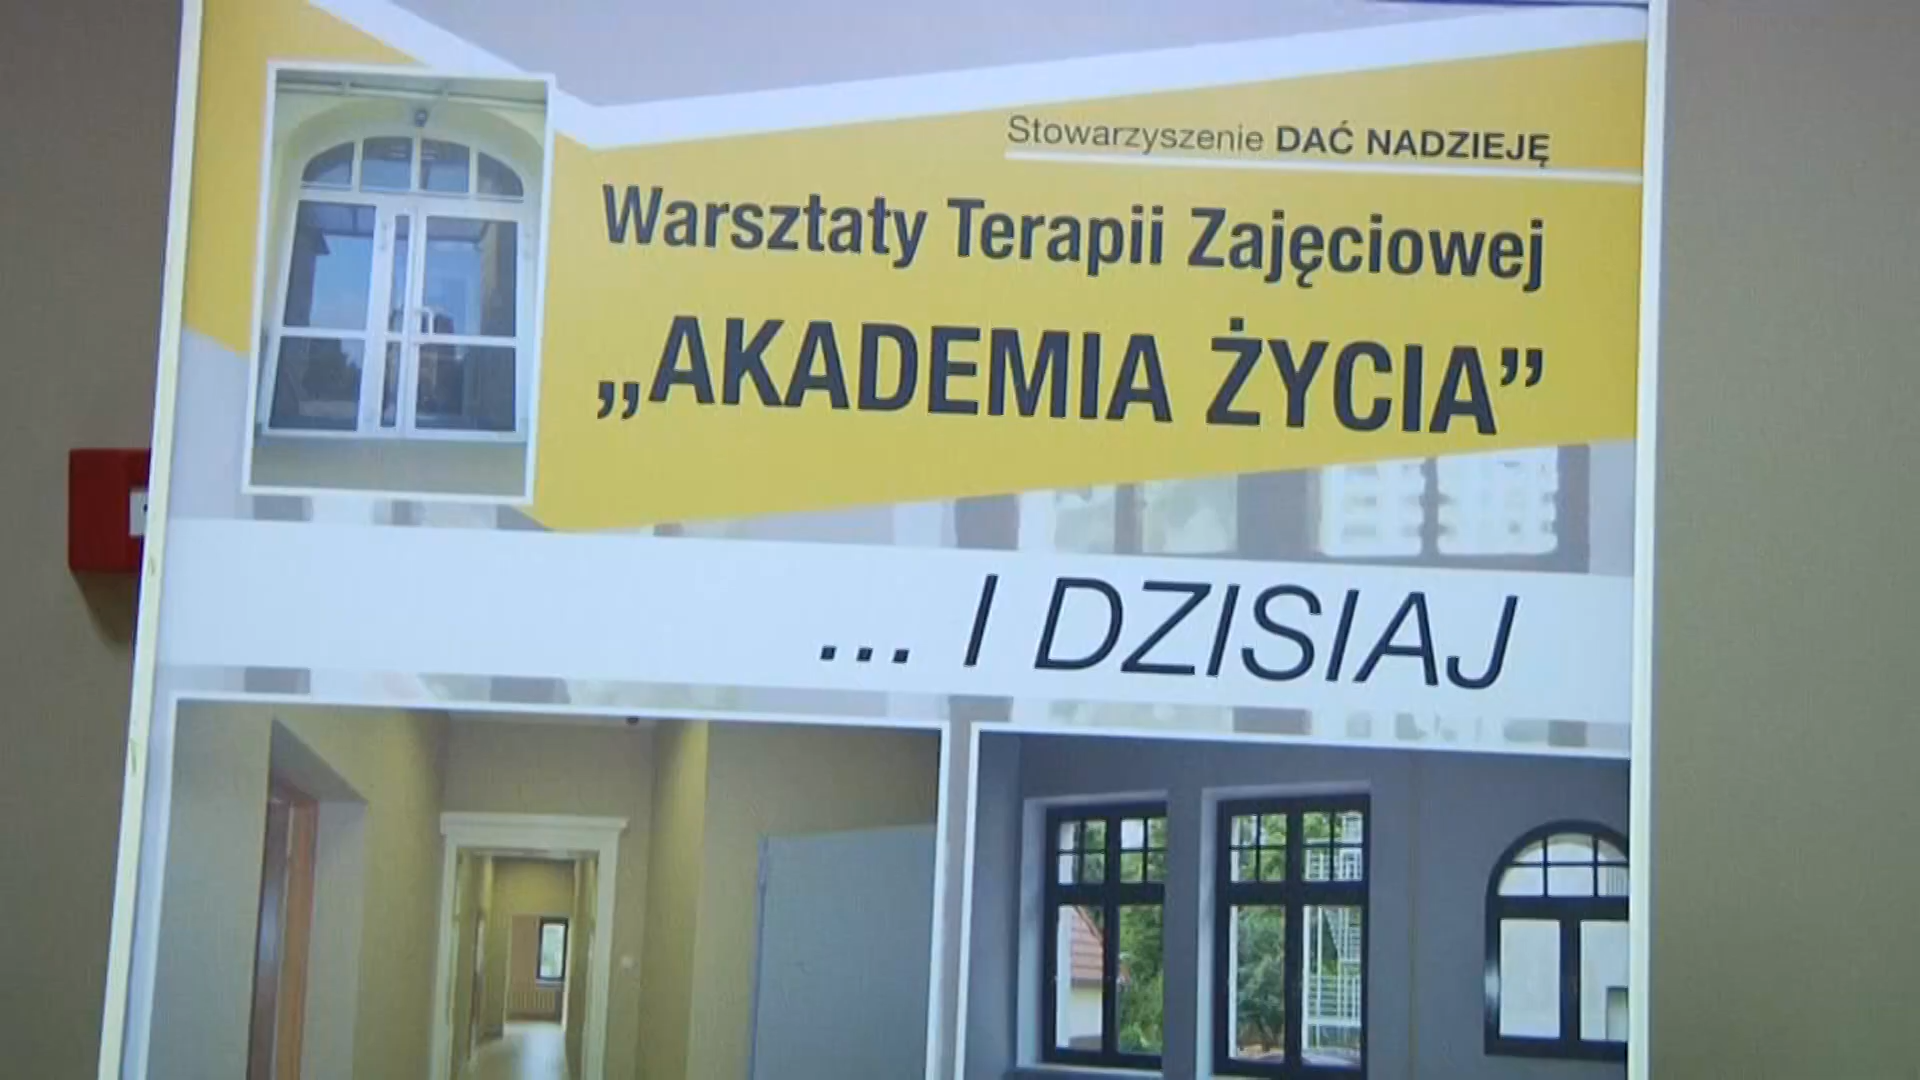 Stowarzyszenie DAĆ NADZIEJĘ
Warsztaty Terapii Zajęciowej
„AKADEMIA ŻYCIA”
... I DZISIAJ